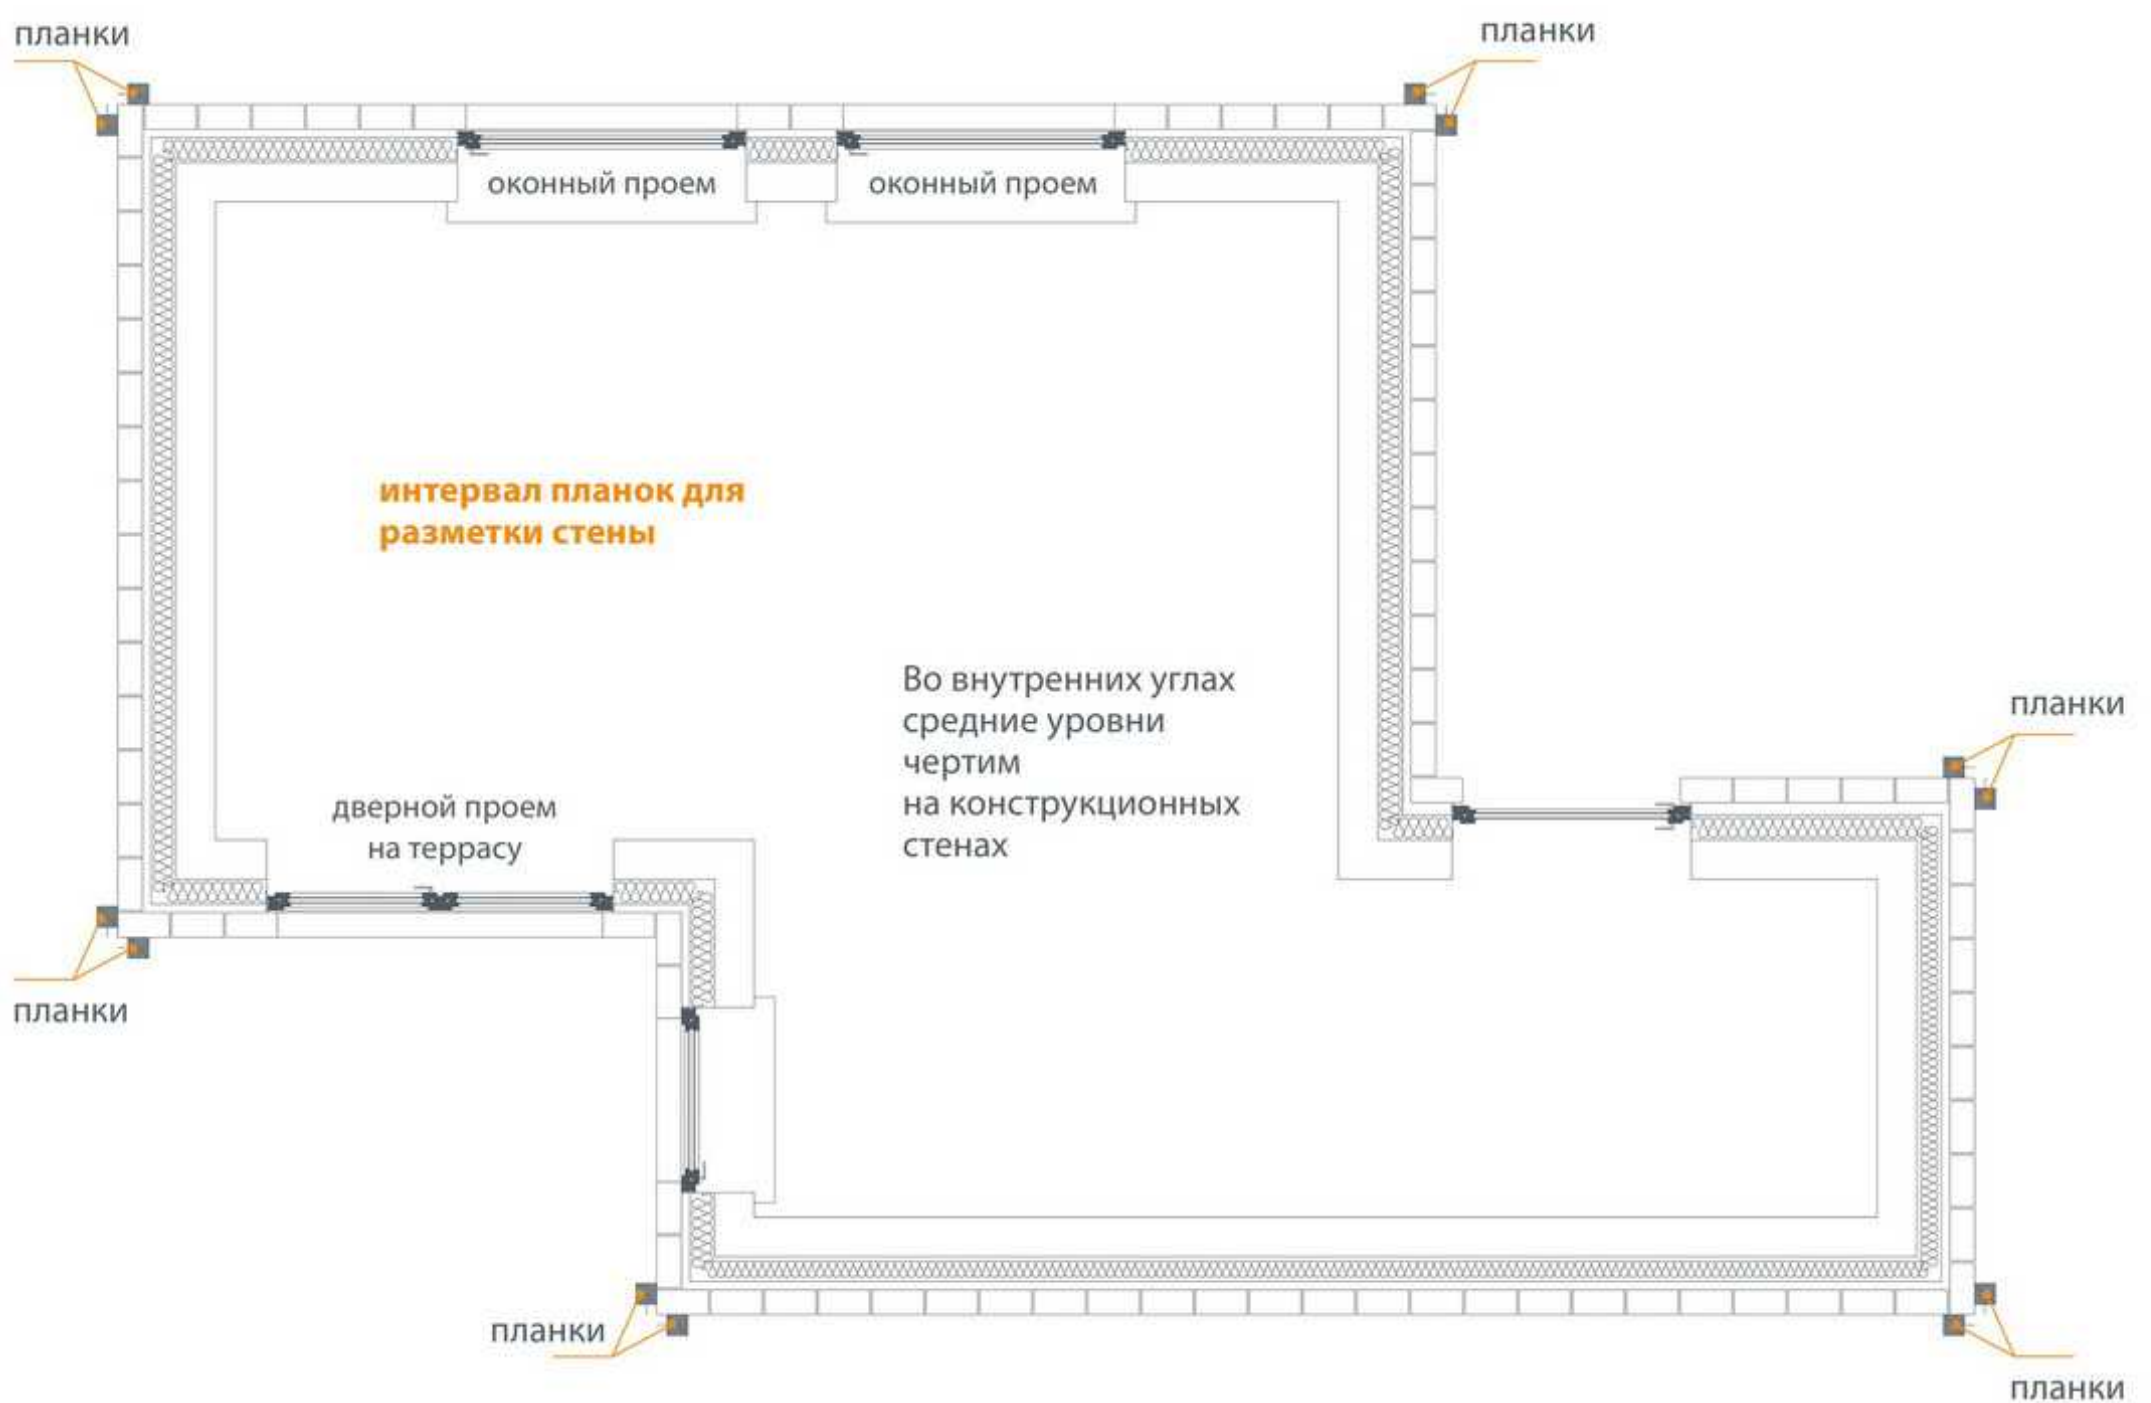 планки
планки
оконный проем
оконный проем
интервал планок для
разметки стены
Во внутренних углах
средние уровни
чертим
на конструкционных
стенах
планки
дверной проем
на террасу
планки
планки
планки